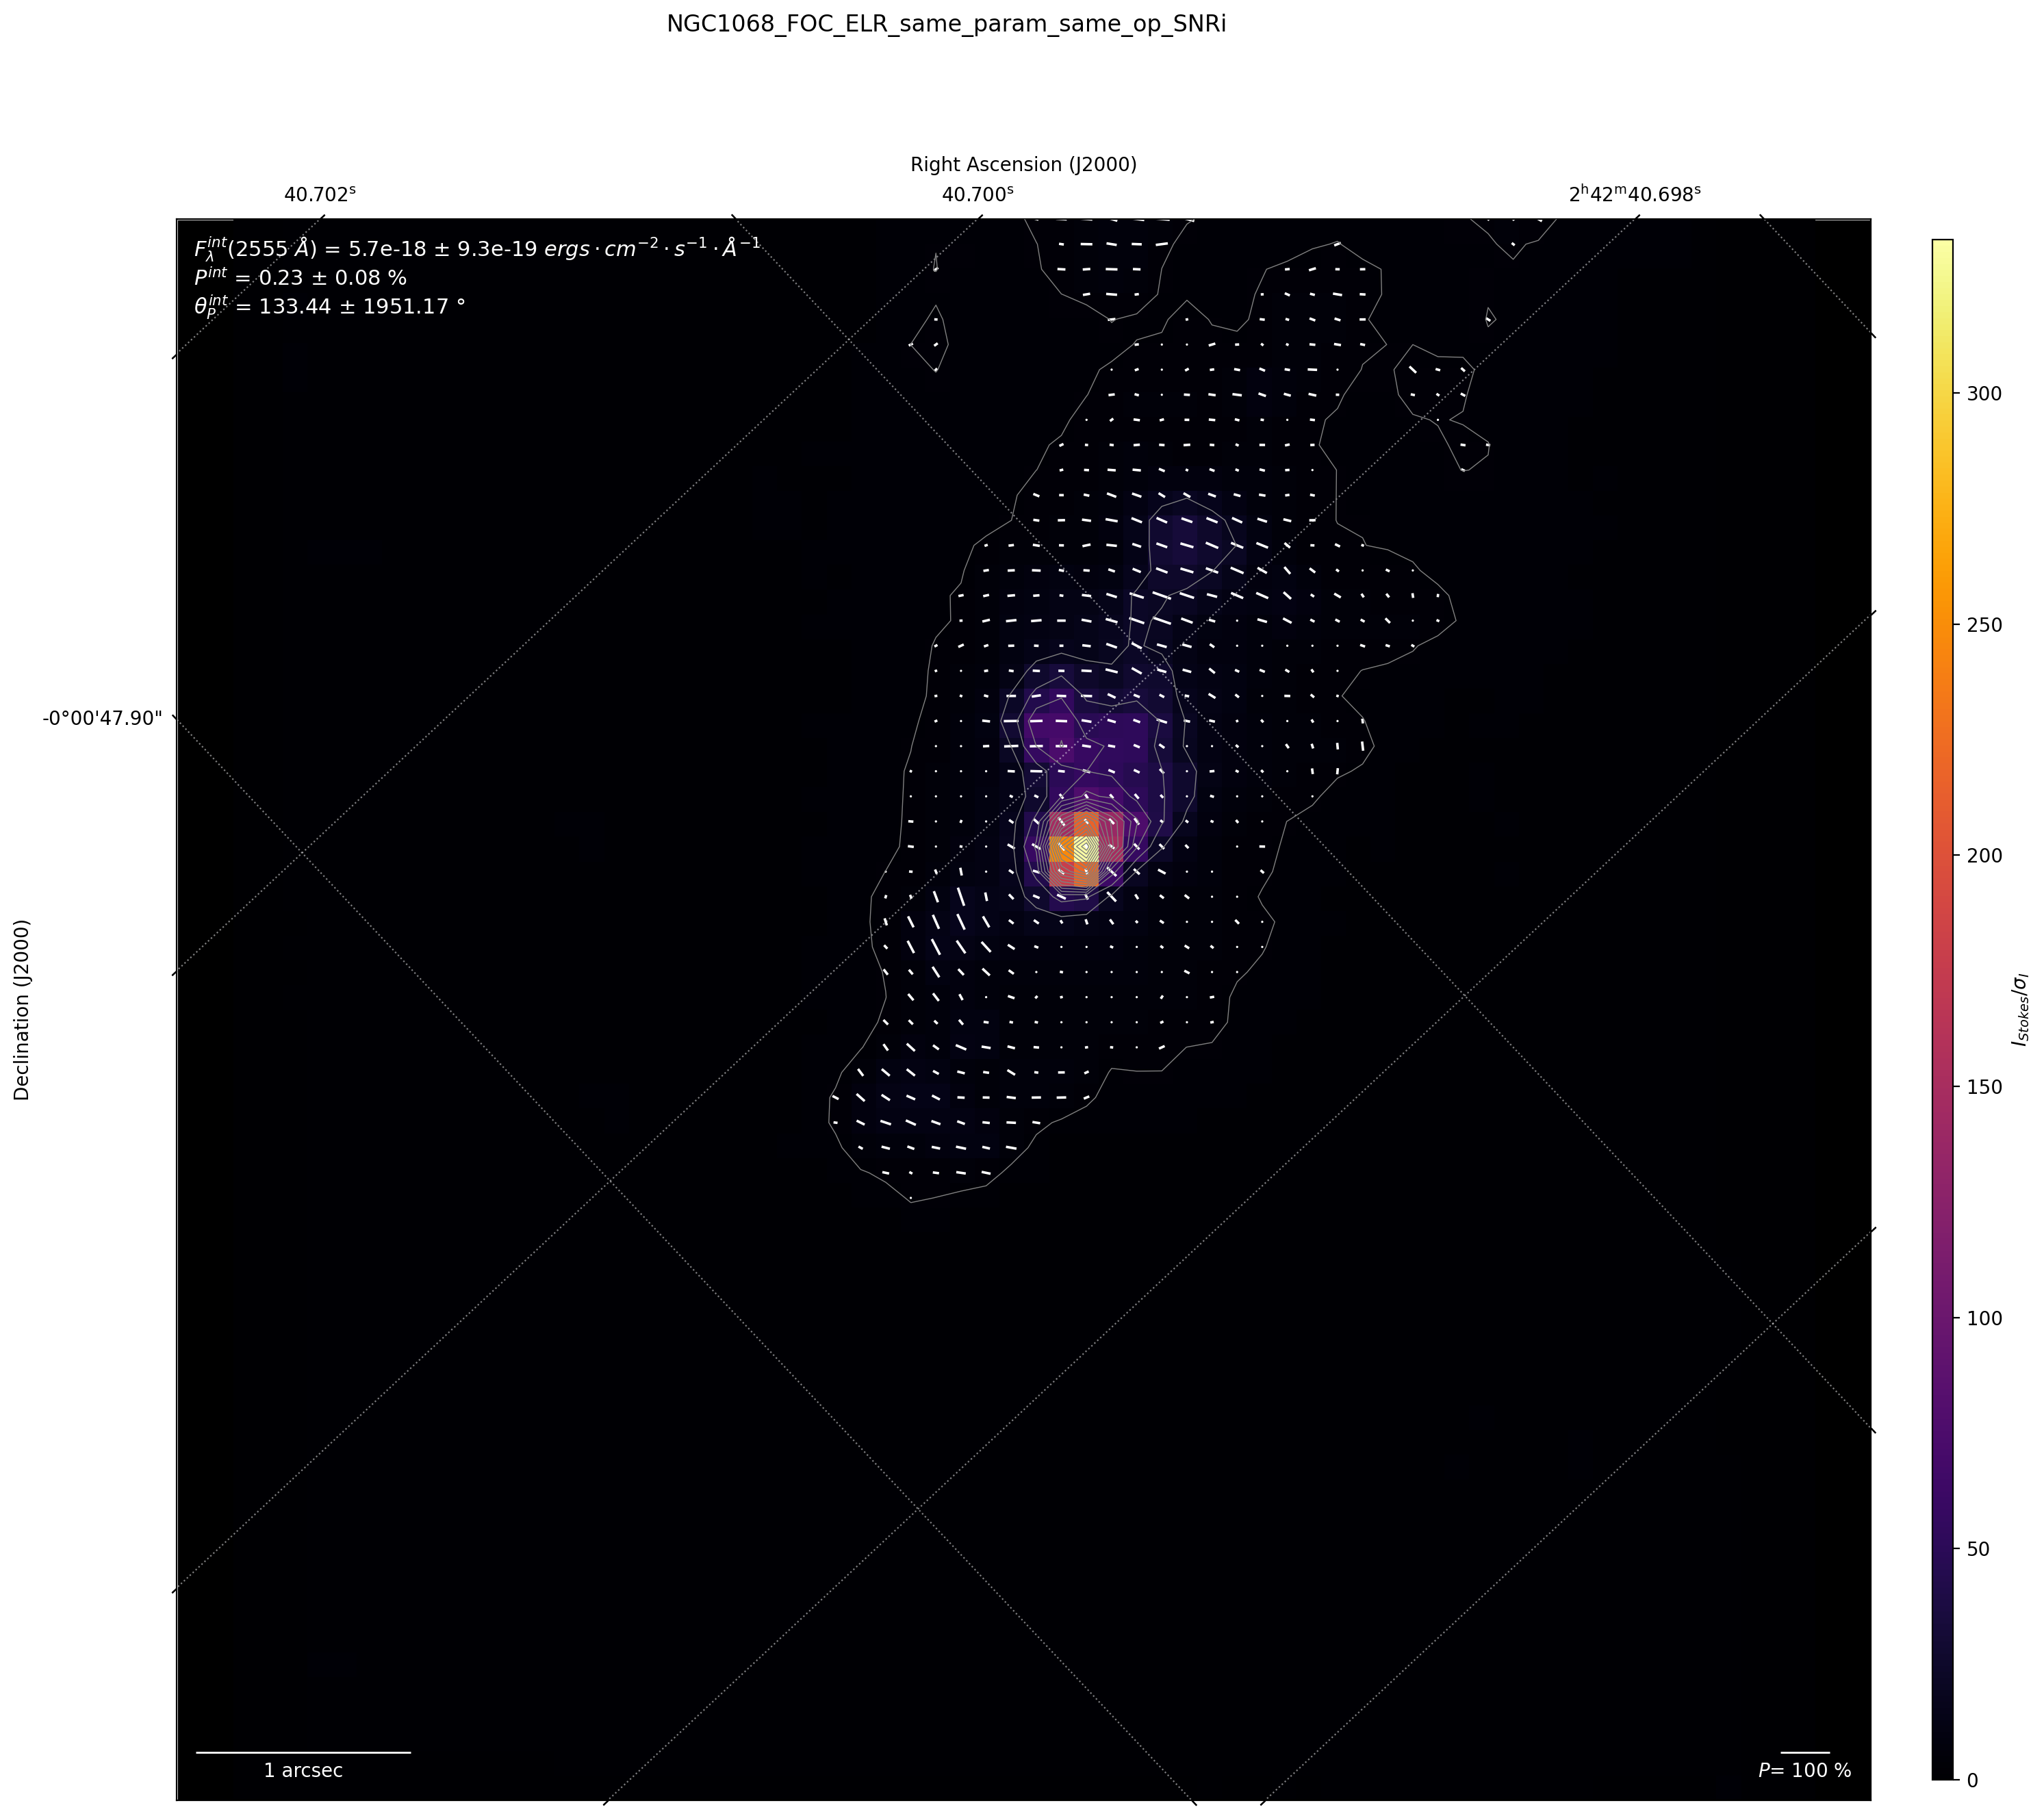 NGC1068_FOC_ELR_same_param_same_op_SNRi
Right Ascension (J2000)
40.702ˢ 40.700ˢ 2ʰ42ᵐ40.698ˢ
F_λ^int(2555 Å) = 5.7e-18 ± 9.3e-19 ergs · cm⁻² · s⁻¹ · Å⁻¹
P^int = 0.23 ± 0.08 %
θ_P^int = 133.44 ± 1951.17 °
-0°00'47.90"
Declination (J2000)
300
250
200
150
100
50
0
I_Stokes/σ_I
1 arcsec
P= 100 %